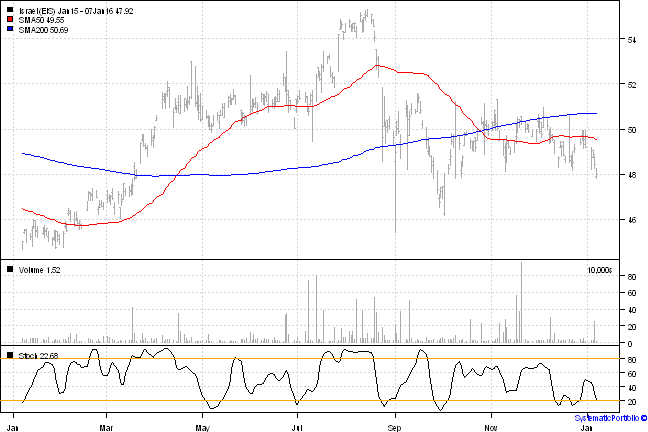 Israel (EIS) Jan15 - 07Jan16 47.92
SMA50 49.55
SMA200 50.69
54
52
50
48
46
Volume 1.52
10,000s
80
60
40
20
0
Stoch 22.68
80
60
40
20
Jan Mar May Jul Sep Nov Jan
SystematicPortfolio ©